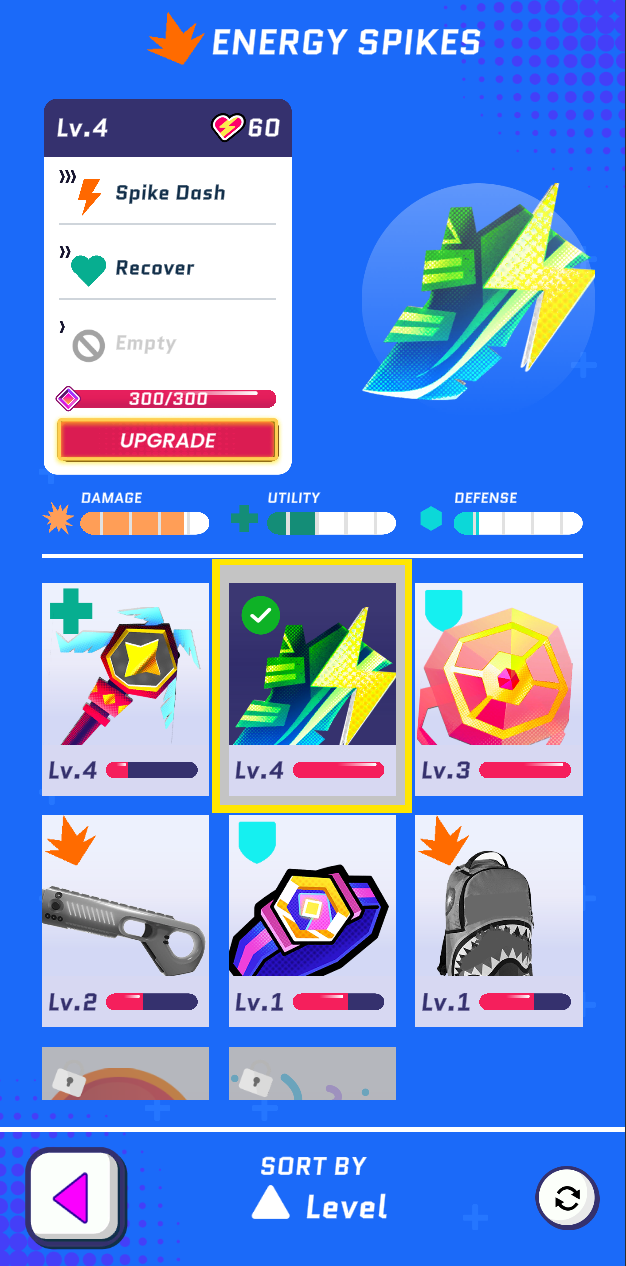 ENERGY SPIKES
Lv.4 60
Spike Dash
Recover
Empty
300/300
UPGRADE
DAMAGE UTILITY DEFENSE
Lv.4 Lv.4 Lv.3
Lv.2 Lv.1 Lv.1
SORT BY
Level